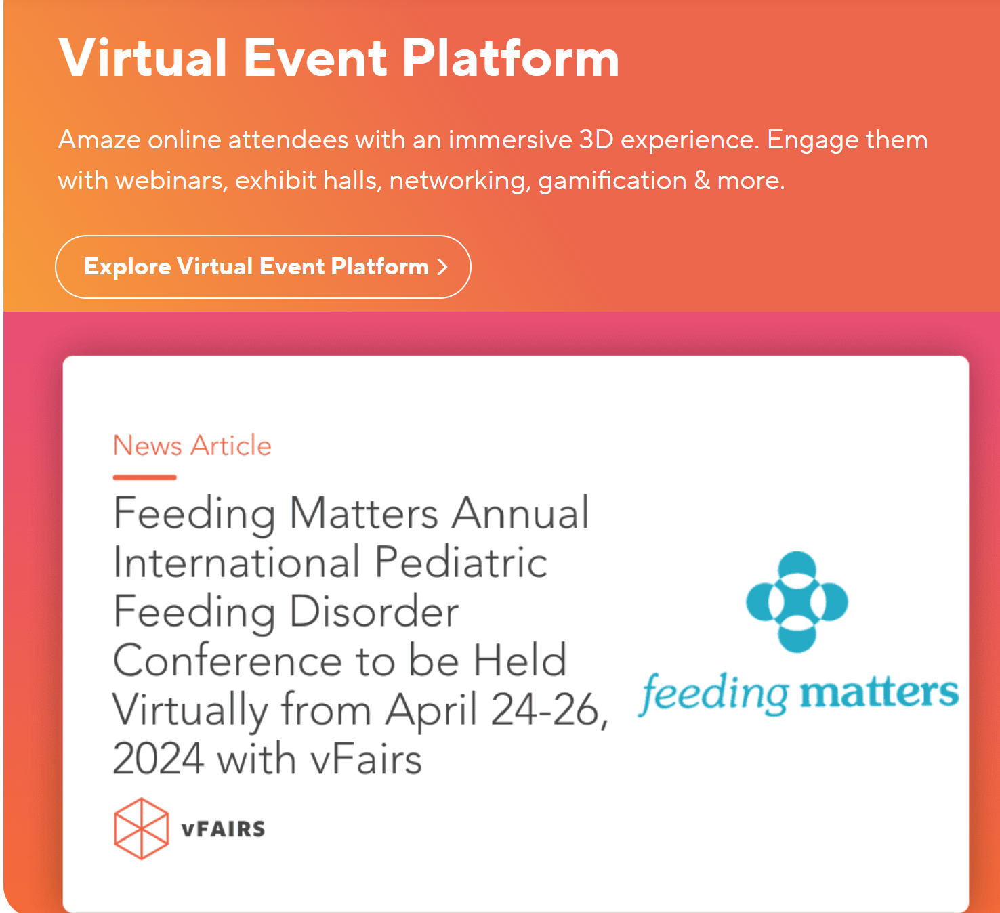 Virtual Event Platform
Amaze online attendees with an immersive 3D experience. Engage them
with webinars, exhibit halls, networking, gamification & more.
Explore Virtual Event Platform >
News Article
Feeding Matters Annual
International Pediatric
Feeding Disorder
Conference to be Held
Virtually from April 24-26,
2024 with vFairs
feeding matters
vFAIRS